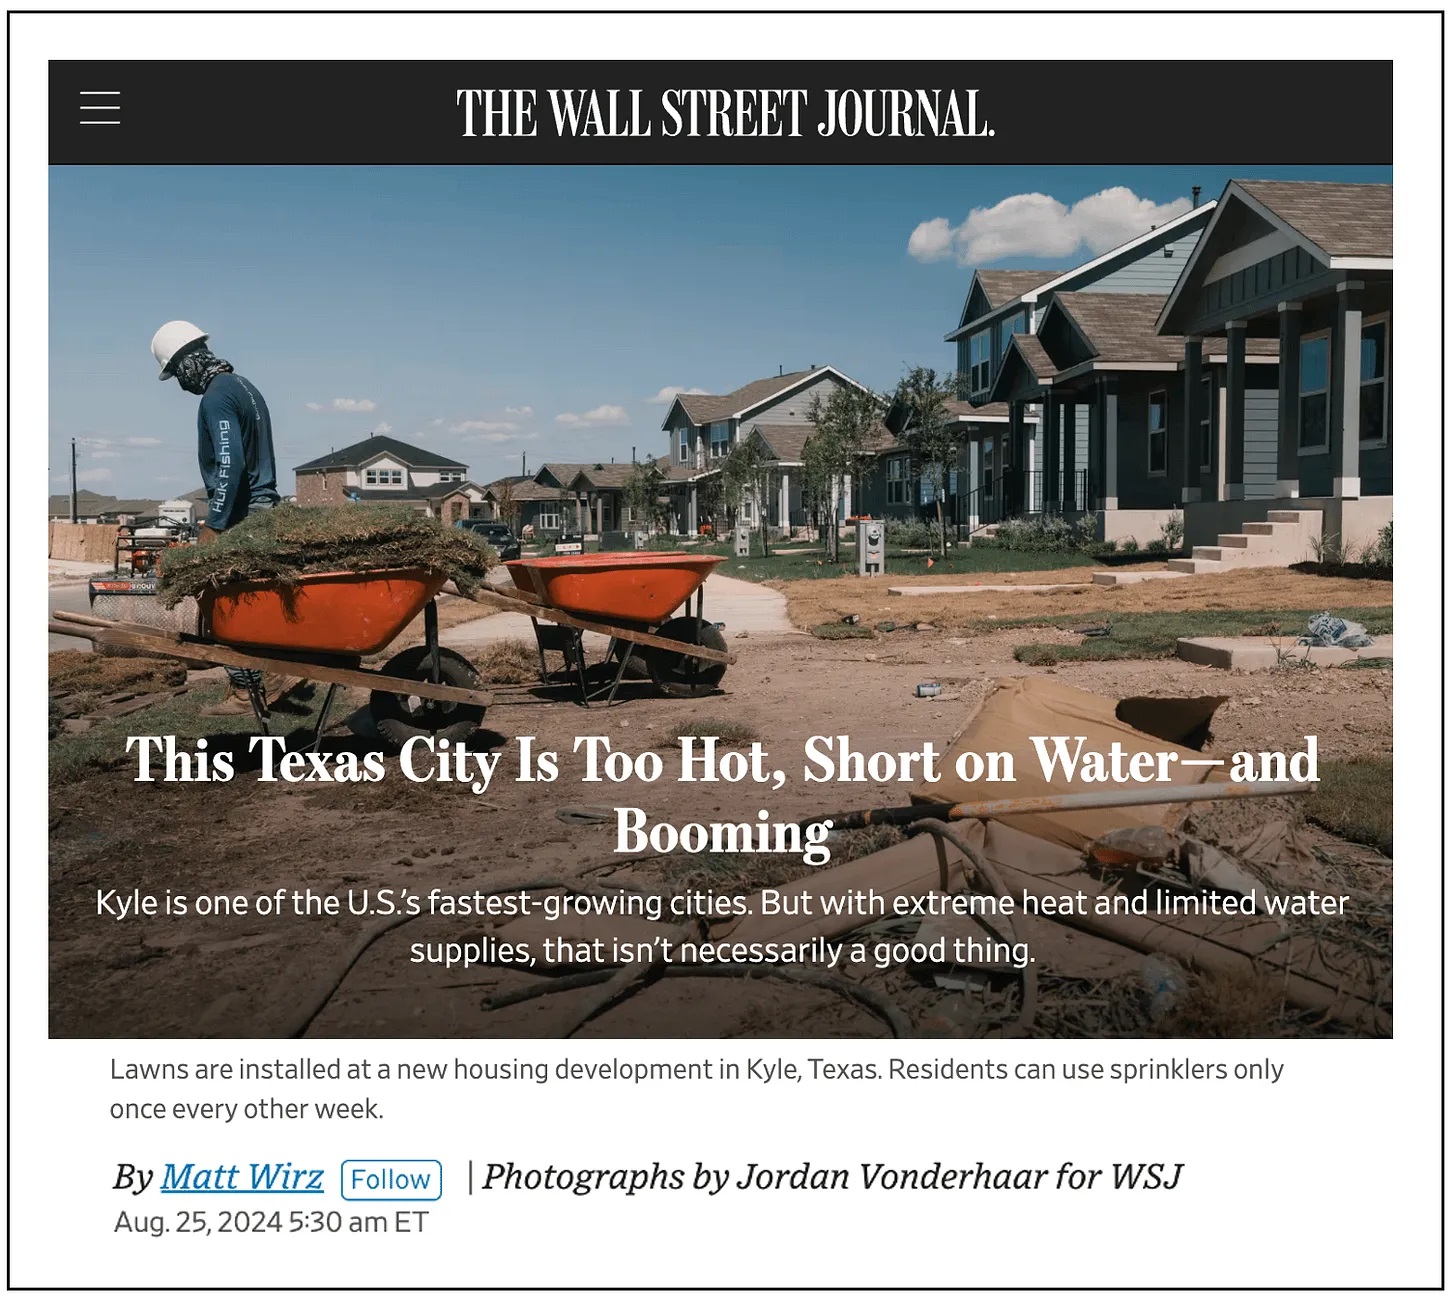 THE WALL STREET JOURNAL.
Huk Fishing
This Texas City Is Too Hot, Short on Water—and
Booming
Kyle is one of the U.S.’s fastest-growing cities. But with extreme heat and limited water
supplies, that isn’t necessarily a good thing.
Lawns are installed at a new housing development in Kyle, Texas. Residents can use sprinklers only
once every other week.
By Matt Wirz Follow | Photographs by Jordan Vonderhaar for WSJ
Aug. 25, 2024 5:30 am ET